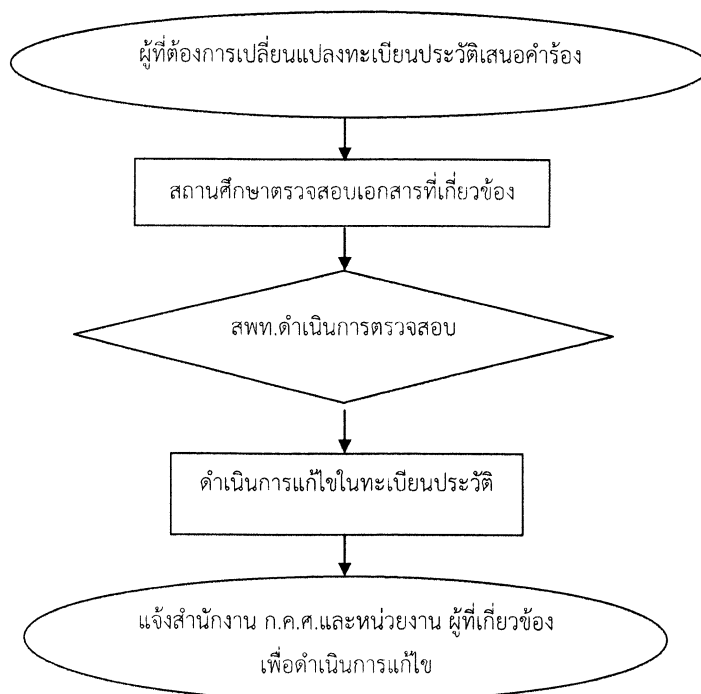 ผู้ที่ต้องการเปลี่ยนแปลงทะเบียนประวัติเสนอคำร้อง
สถานศึกษาตรวจสอบเอกสารที่เกี่ยวข้อง
สพท.ดำเนินการตรวจสอบ
ดำเนินการแก้ไขในทะเบียนประวัติ
แจ้งสำนักงาน ก.ค.ศ.และหน่วยงาน ผู้ที่เกี่ยวข้อง
เพื่อดำเนินการแก้ไข